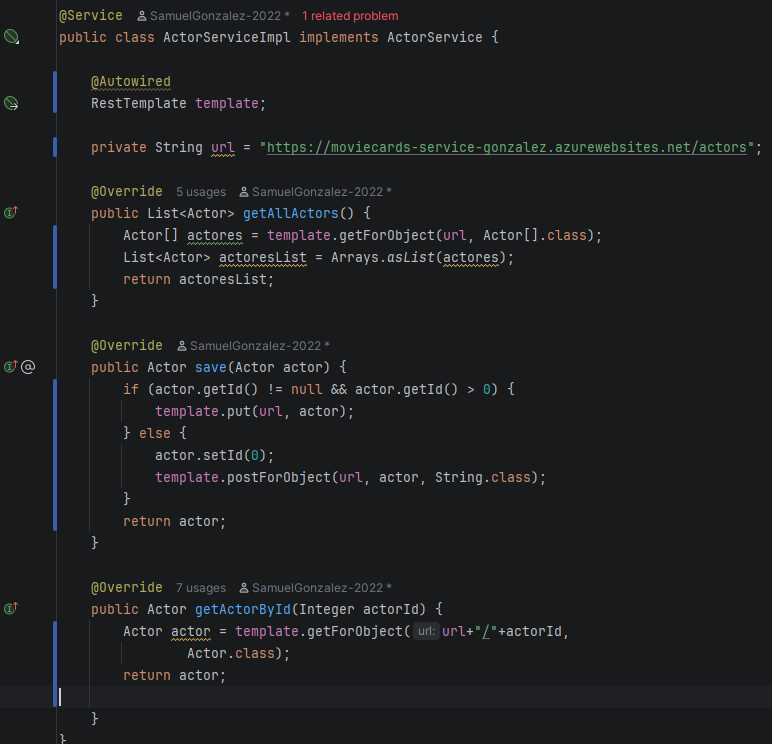 @Service SamuelGonzalez-2022 * 1 related problem
public class ActorServiceImpl implements ActorService {
@Autowired
RestTemplate template;
private String url = "https://moviecards-service-gonzalez.azurewebsites.net/actors";
@Override 5 usages SamuelGonzalez-2022 *
public List<Actor> getAllActors() {
Actor[] actores = template.getForObject(url, Actor[].class);
List<Actor> actoresList = Arrays.asList(actores);
return actoresList;
}
@Override SamuelGonzalez-2022 *
public Actor save(Actor actor) {
if (actor.getId() != null && actor.getId() > 0) {
template.put(url, actor);
} else {
actor.setId(0);
template.postForObject(url, actor, String.class);
}
return actor;
}
@Override 7 usages SamuelGonzalez-2022 *
public Actor getActorById(Integer actorId) {
Actor actor = template.getForObject( url: url+"/"+actorId,
Actor.class);
return actor;
}
}